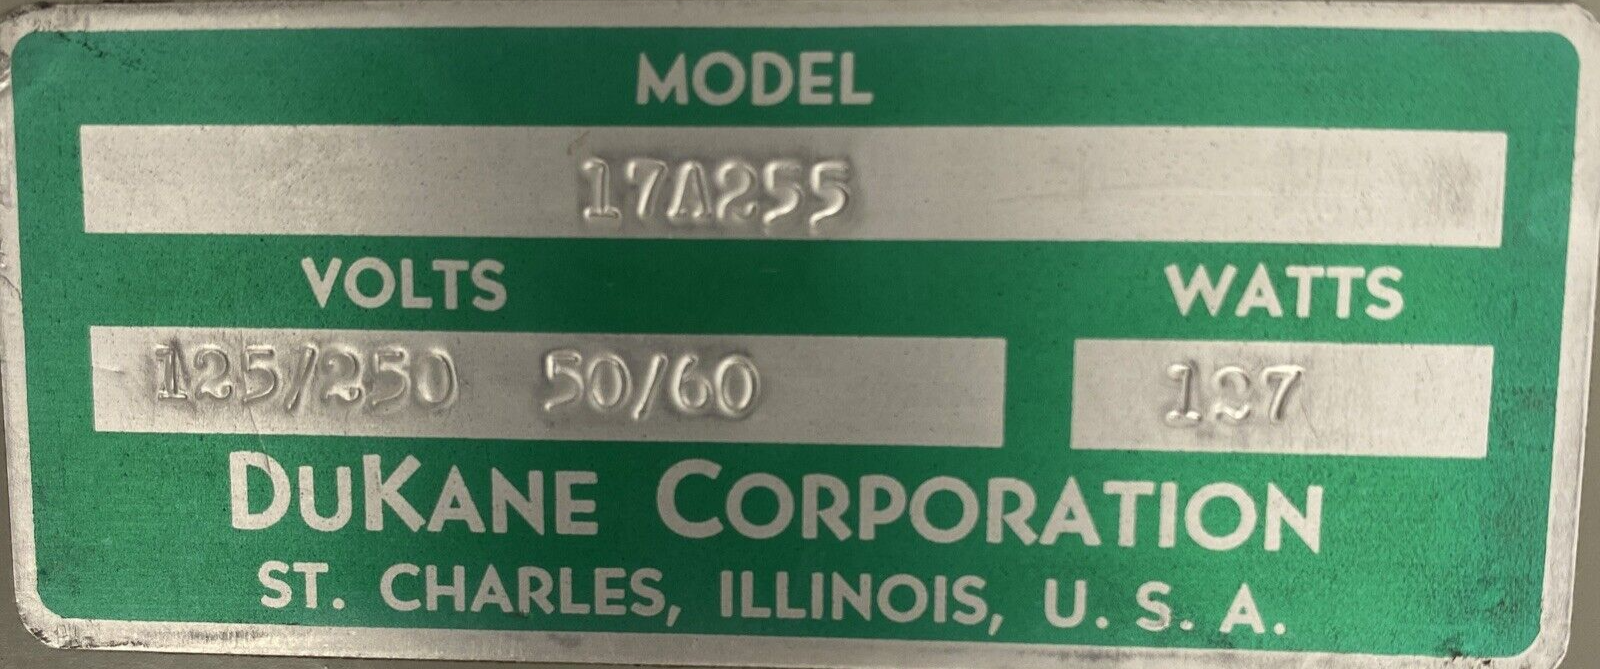 MODEL
17A255
VOLTS WATTS
125/250 50/60 127
DUKANE CORPORATION
ST. CHARLES, ILLINOIS, U. S. A.